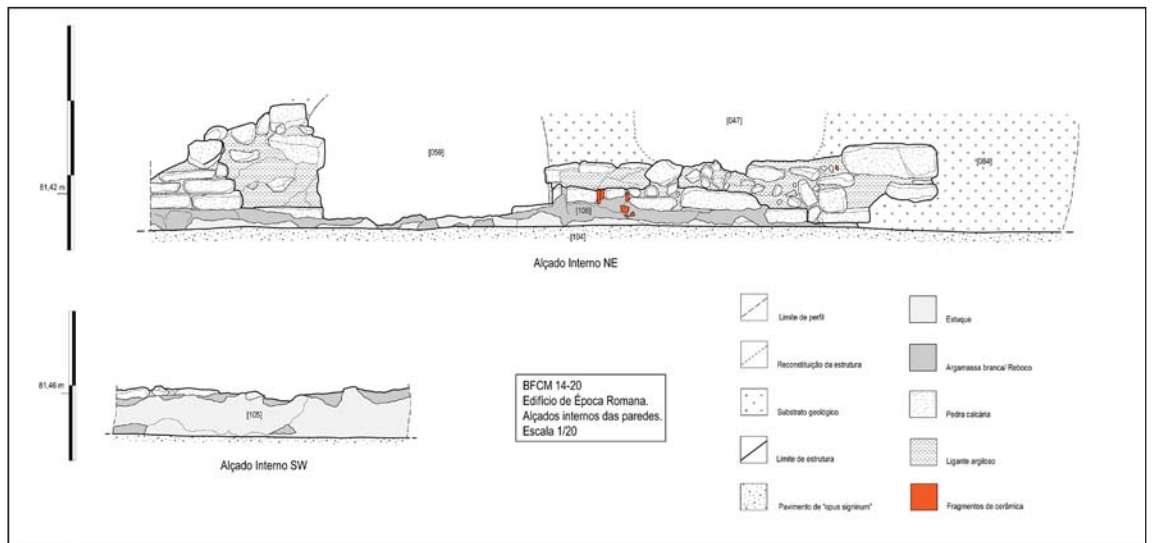 [047]
[059]
[084]
81,42 m
[106]
[104]
Alçado Interno NE
81,46 m
[105]
Alçado Interno SW
BFCM 14-20
Edifício de Época Romana.
Alçados internos das paredes.
Escala 1/20
Limite de perfil
Reconstituição da estrutura
Substrato geológico
Limite de estrutura
Pavimento de "opus signinum"
Estuque
Argamassa branca/ Reboco
Pedra calcária
Ligante argiloso
Fragmentos de cerâmica